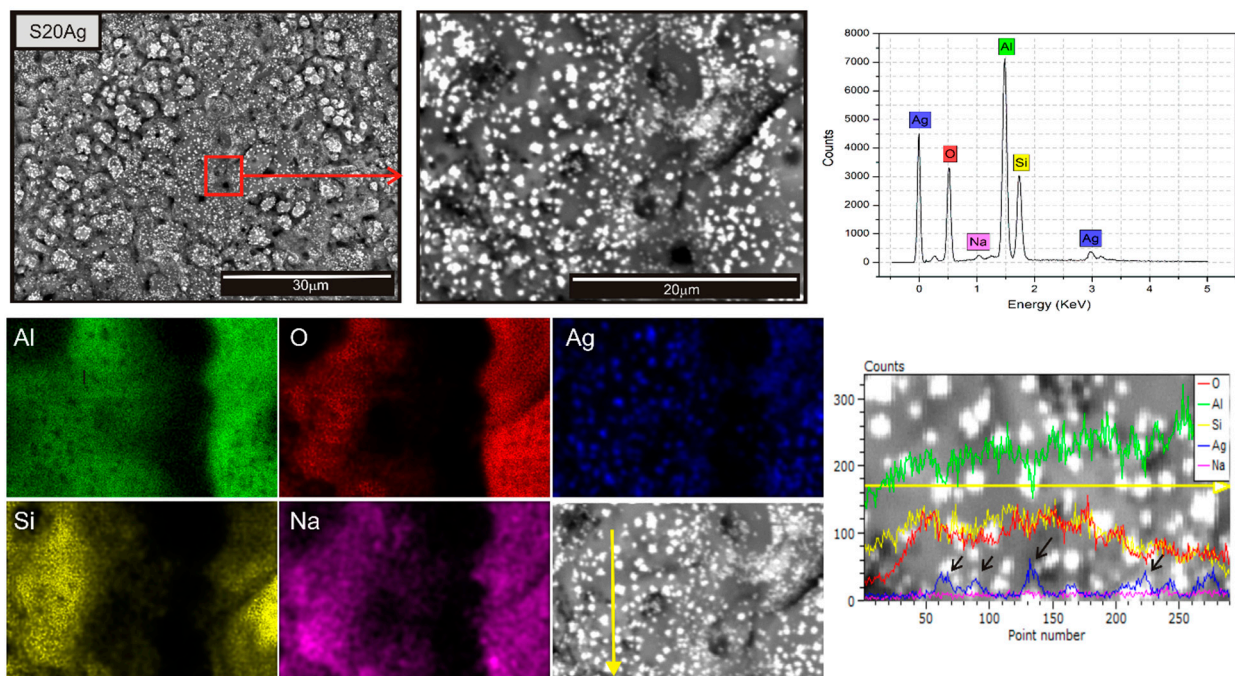 S20Ag
30μm
20μm
Counts
8000
7000
6000
5000
4000
3000
2000
1000
0
Ag
O
Na
Al
Si
Ag
0 1 2 3 4 5
Energy (KeV)
Al
O
Ag
Si
Na
Counts
300
200
100
0
O
Al
Si
Ag
Na
50 100 150 200 250
Point number